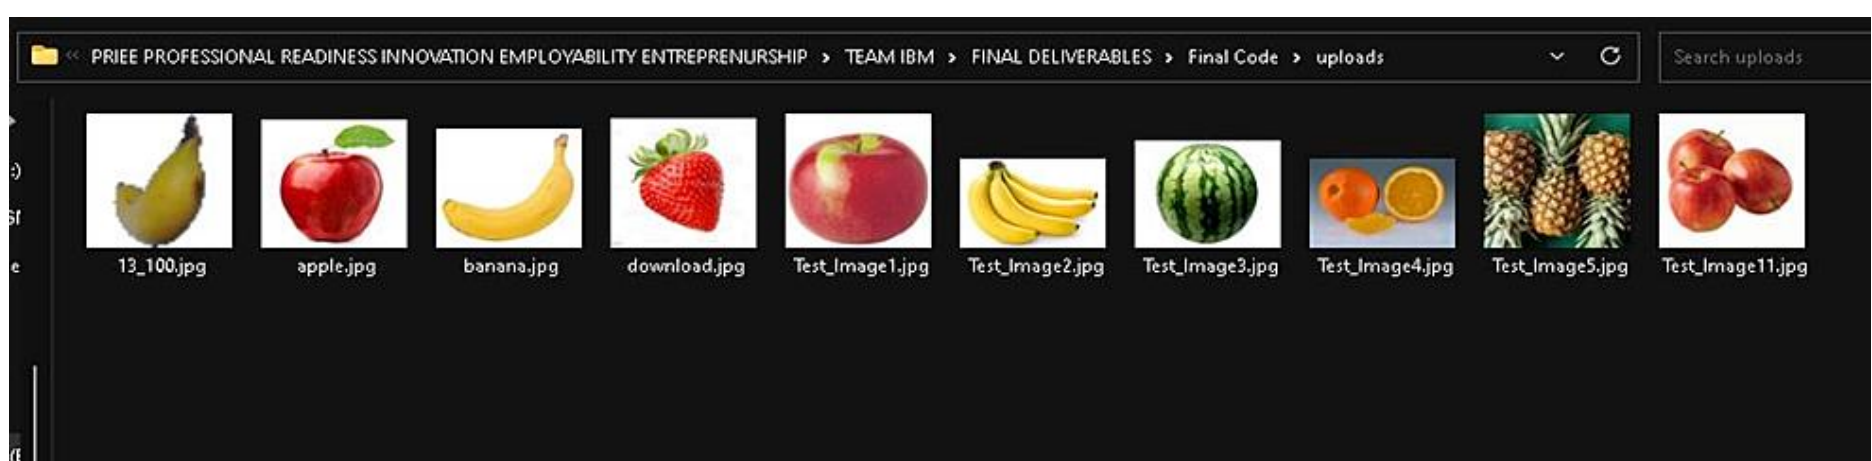 « PRIEE PROFESSIONAL READINESS INNOVATION EMPLOYABILITY ENTREPRENURSHIP > TEAM IBM > FINAL DELIVERABLES > Final Code > uploads
Search uploads
13_100.jpg
apple.jpg
banana.jpg
download.jpg
Test_Image1.jpg
Test_Image2.jpg
Test_Image3.jpg
Test_Image4.jpg
Test_Image5.jpg
Test_Image11.jpg